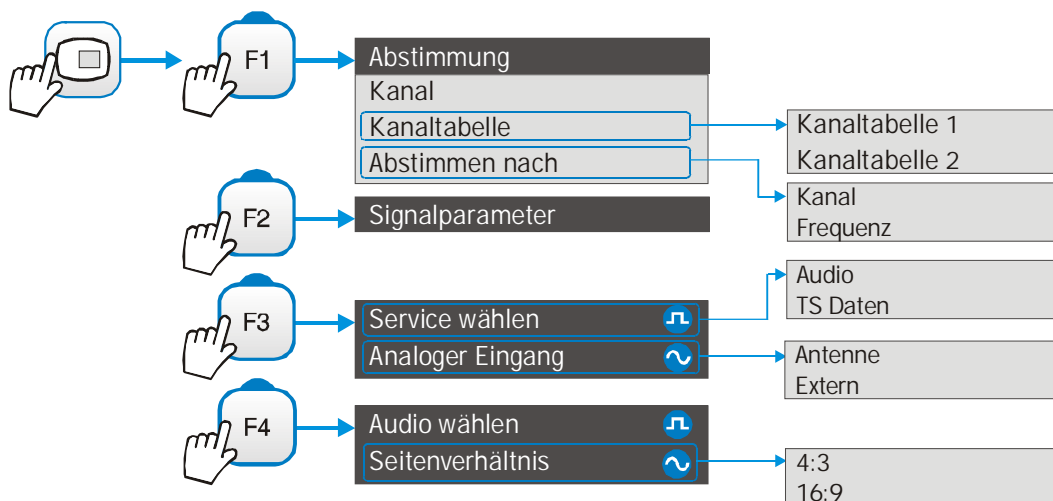 F1
Abstimmung
Kanal
Kanaltabelle
Abstimmen nach
Kanaltabelle 1
Kanaltabelle 2
Kanal
Frequenz
F2
Signalparameter
F3
Service wählen
Analoger Eingang
Audio
TS Daten
Antenne
Extern
F4
Audio wählen
Seitenverhältnis
4:3
16:9